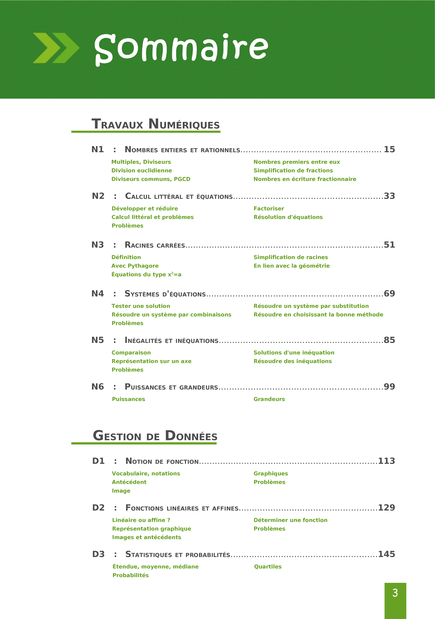 Sommaire
Travaux Numériques
N1 : Nombres entiers et rationnels.................................................... 15
Multiples, Diviseurs Nombres premiers entre eux
Division euclidienne Simplification de fractions
Diviseurs communs, PGCD Nombres en écriture fractionnaire
N2 : Calcul littéral et équations........................................................33
Développer et réduire Factoriser
Calcul littéral et problèmes Résolution d'équations
Problèmes
N3 : Racines carrées..........................................................................51
Définition Simplification de racines
Avec Pythagore En lien avec la géométrie
Équations du type x²=a
N4 : Systèmes d'équations..................................................................69
Tester une solution Résoudre un système par substitution
Résoudre un système par combinaisons Résoudre en choisissant la bonne méthode
Problèmes
N5 : Inégalités et inéquations.............................................................85
Comparaison Solutions d'une inéquation
Représentation sur un axe Résoudre des inéquations
Problèmes
N6 : Puissances et grandeurs.............................................................99
Puissances Grandeurs
Gestion de Données
D1 : Notion de fonction...................................................................113
Vocabulaire, notations Graphiques
Antécédent Problèmes
Image
D2 : Fonctions linéaires et affines....................................................129
Linéaire ou affine ? Déterminer une fonction
Représentation graphique Problèmes
Images et antécédents
D3 : Statistiques et probabilités.......................................................145
Étendue, moyenne, médiane Quartiles
Probabilités
3